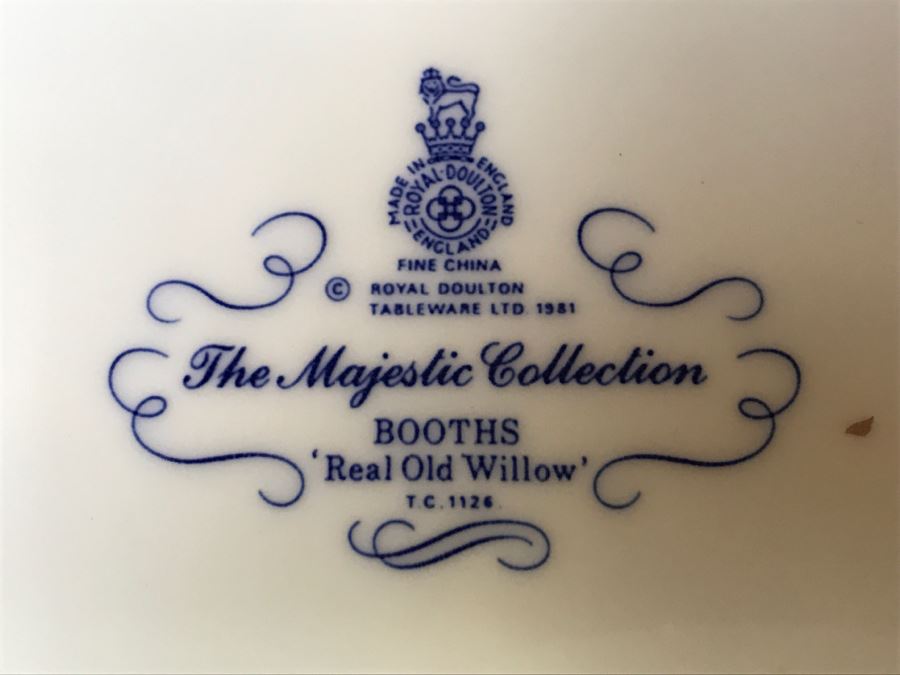 MADE IN ENGLAND
ROYAL·DOULTON
ENGLAND
FINE CHINA
© ROYAL DOULTON
TABLEWARE LTD. 1981
The Majestic Collection
BOOTHS
'Real Old Willow'
T.C.1126.